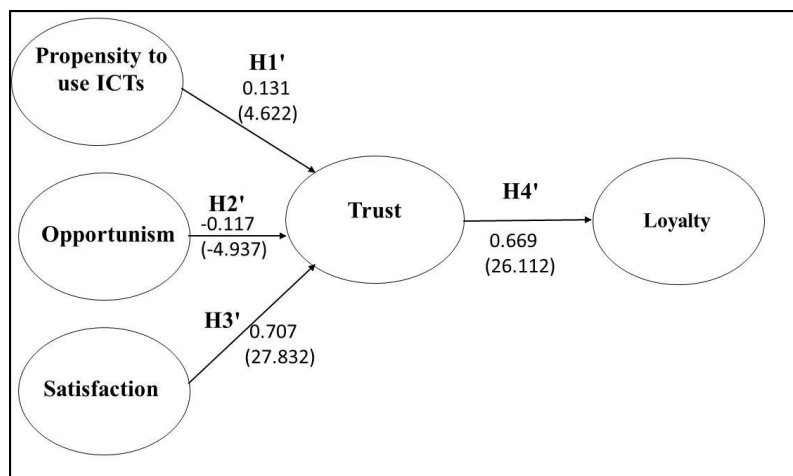 Propensity to
use ICTs
H1'
0.131
(4.622)
Opportunism
H2'
-0.117
(-4.937)
Trust
H4'
0.669
(26.112)
Loyalty
H3'
0.707
(27.832)
Satisfaction